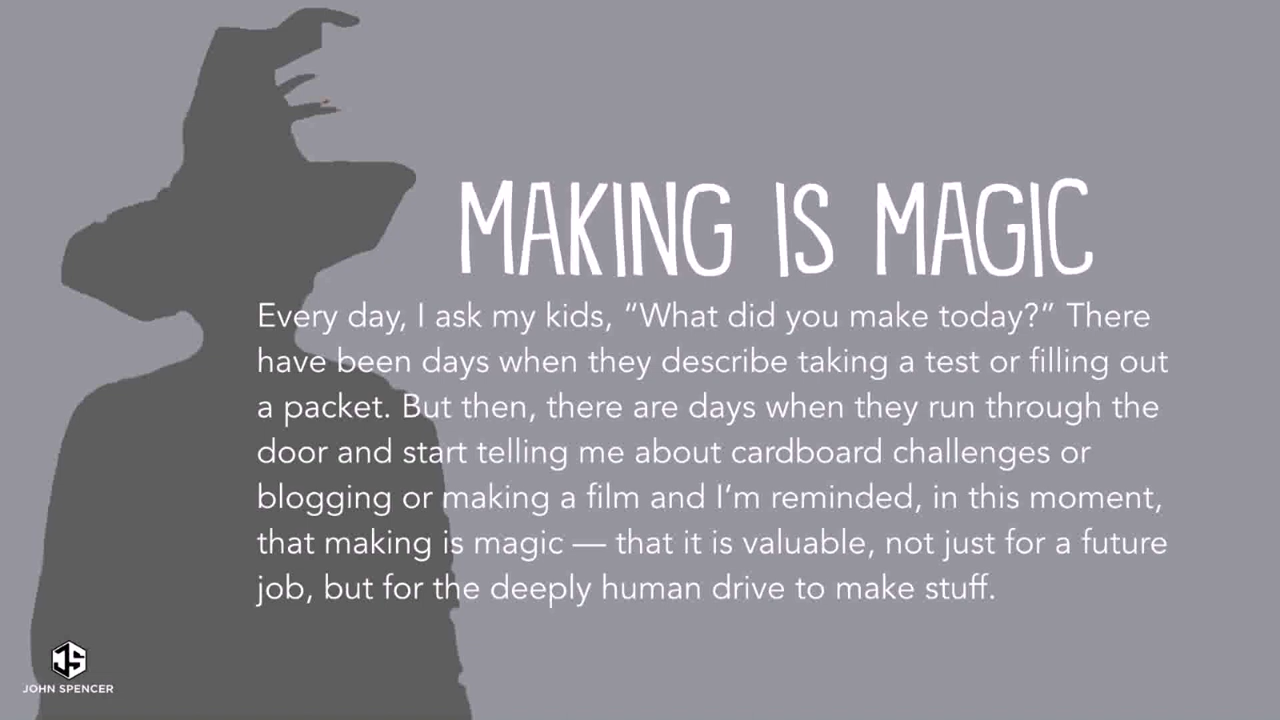 MAKING IS MAGIC
Every day, I ask my kids, “What did you make today?” There
have been days when they describe taking a test or filling out
a packet. But then, there are days when they run through the
door and start telling me about cardboard challenges or
blogging or making a film and I’m reminded, in this moment,
that making is magic — that it is valuable, not just for a future
job, but for the deeply human drive to make stuff.
JS
JOHN SPENCER